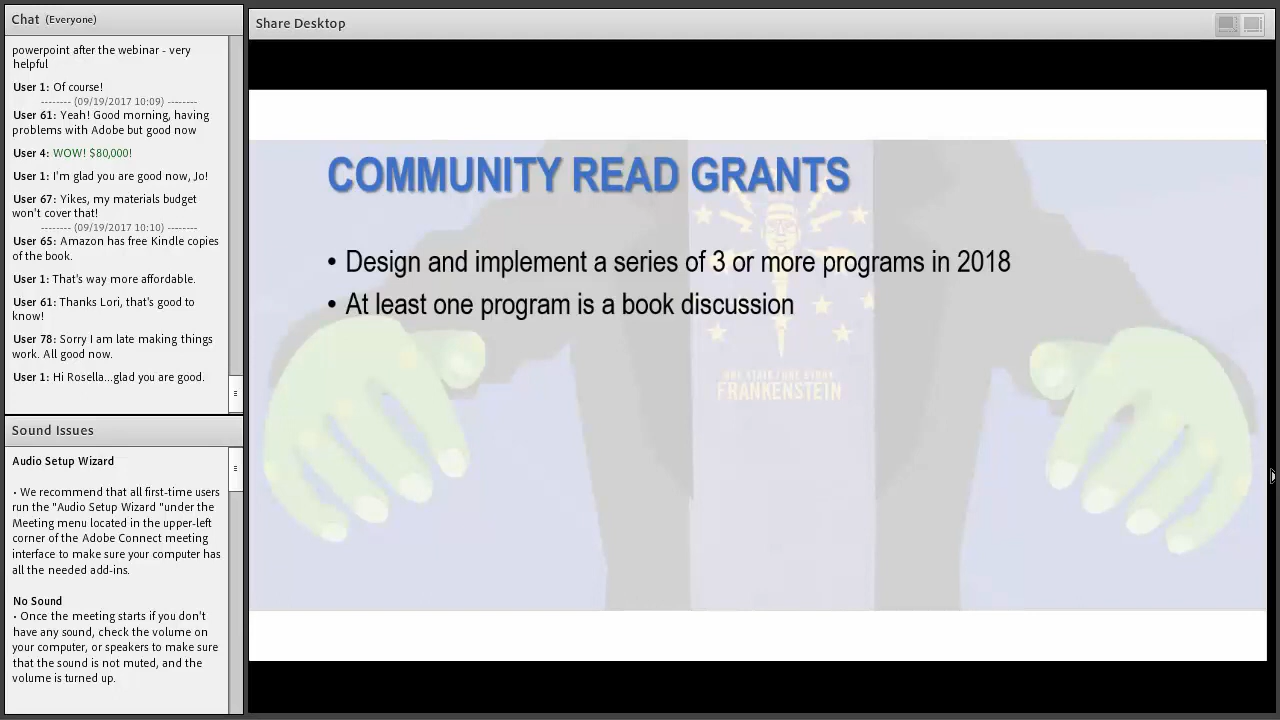 Chat (Everyone)
powerpoint after the webinar - very
helpful
User 1: Of course!
-------- (09/19/2017 10:09) --------
User 61: Yeah! Good morning, having
problems with Adobe but good now
User 4: WOW! $80,000!
User 1: I'm glad you are good now, Jo!
User 67: Yikes, my materials budget
won't cover that!
-------- (09/19/2017 10:10) --------
User 65: Amazon has free Kindle copies
of the book.
User 1: That's way more affordable.
User 61: Thanks Lori, that's good to
know!
User 78: Sorry I am late making things
work. All good now.
User 1: Hi Rosella...glad you are good.
Sound Issues
Audio Setup Wizard
• We recommend that all first-time users
run the "Audio Setup Wizard "under the
Meeting menu located in the upper-left
corner of the Adobe Connect meeting
interface to make sure your computer has
all the needed add-ins.
No Sound
• Once the meeting starts if you don't
have any sound, check the volume on
your computer, or speakers to make sure
that the sound is not muted, and the
volume is turned up.
Share Desktop
COMMUNITY READ GRANTS
• Design and implement a series of 3 or more programs in 2018
• At least one program is a book discussion
ONE STATE / ONE STORY
FRANKENSTEIN